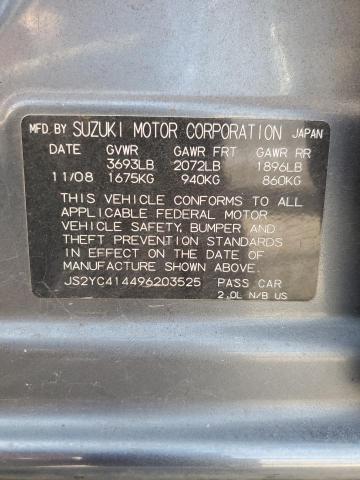 MFD.BY SUZUKI MOTOR CORPORATION JAPAN
DATE GVWR GAWR FRT GAWR RR
3693LB 2072LB 1896LB
11/08 1675KG 940KG 860KG
THIS VEHICLE CONFORMS TO ALL
APPLICABLE FEDERAL MOTOR
VEHICLE SAFETY, BUMPER AND
THEFT PREVENTION STANDARDS
IN EFFECT ON THE DATE OF
MANUFACTURE SHOWN ABOVE.
JS2YC414496203525 PASS CAR
2.0L N/B US